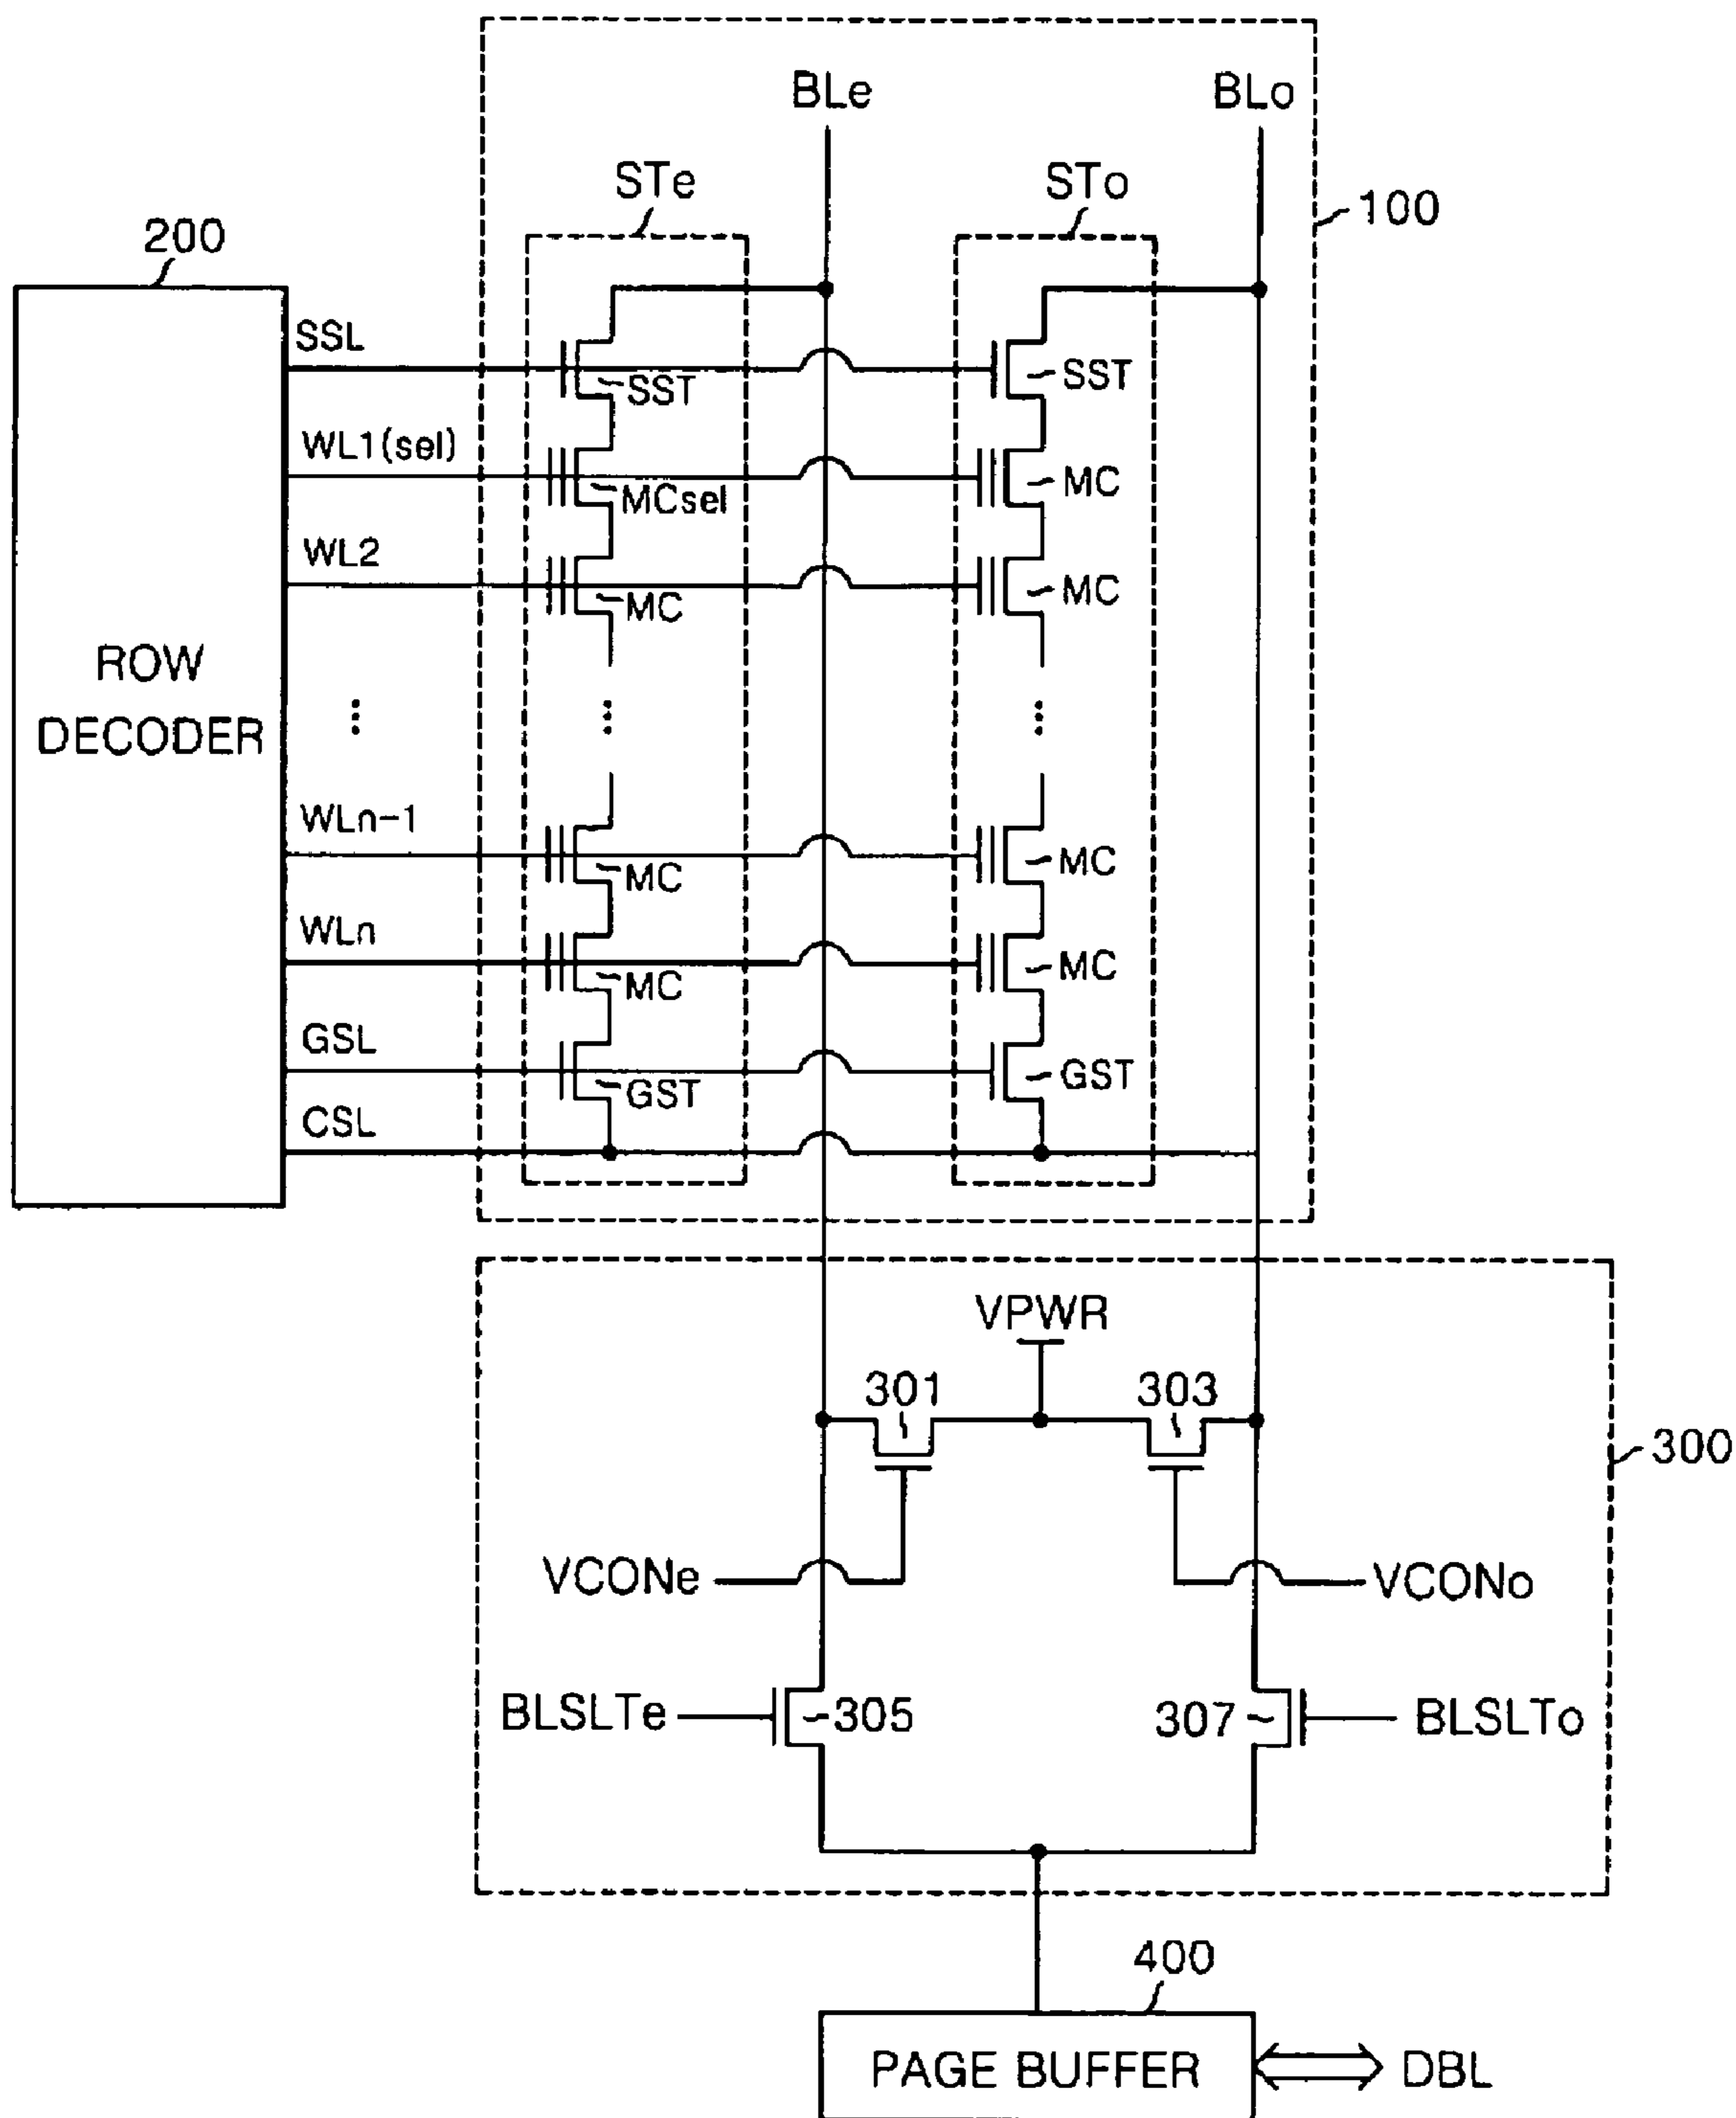 BLe BLo
STe STo
100
200
SSL
SST SST
WL1(sel)
MCsel MC
WL2
MC MC
ROW
DECODER
⋮ ⋮ ⋮
WLn-1
MC MC
WLn
MC MC
GSL
GST GST
CSL
VPWR
301 303
300
VCONe VCONo
BLSLTe 305 307 BLSLTo
400
PAGE BUFFER DBL